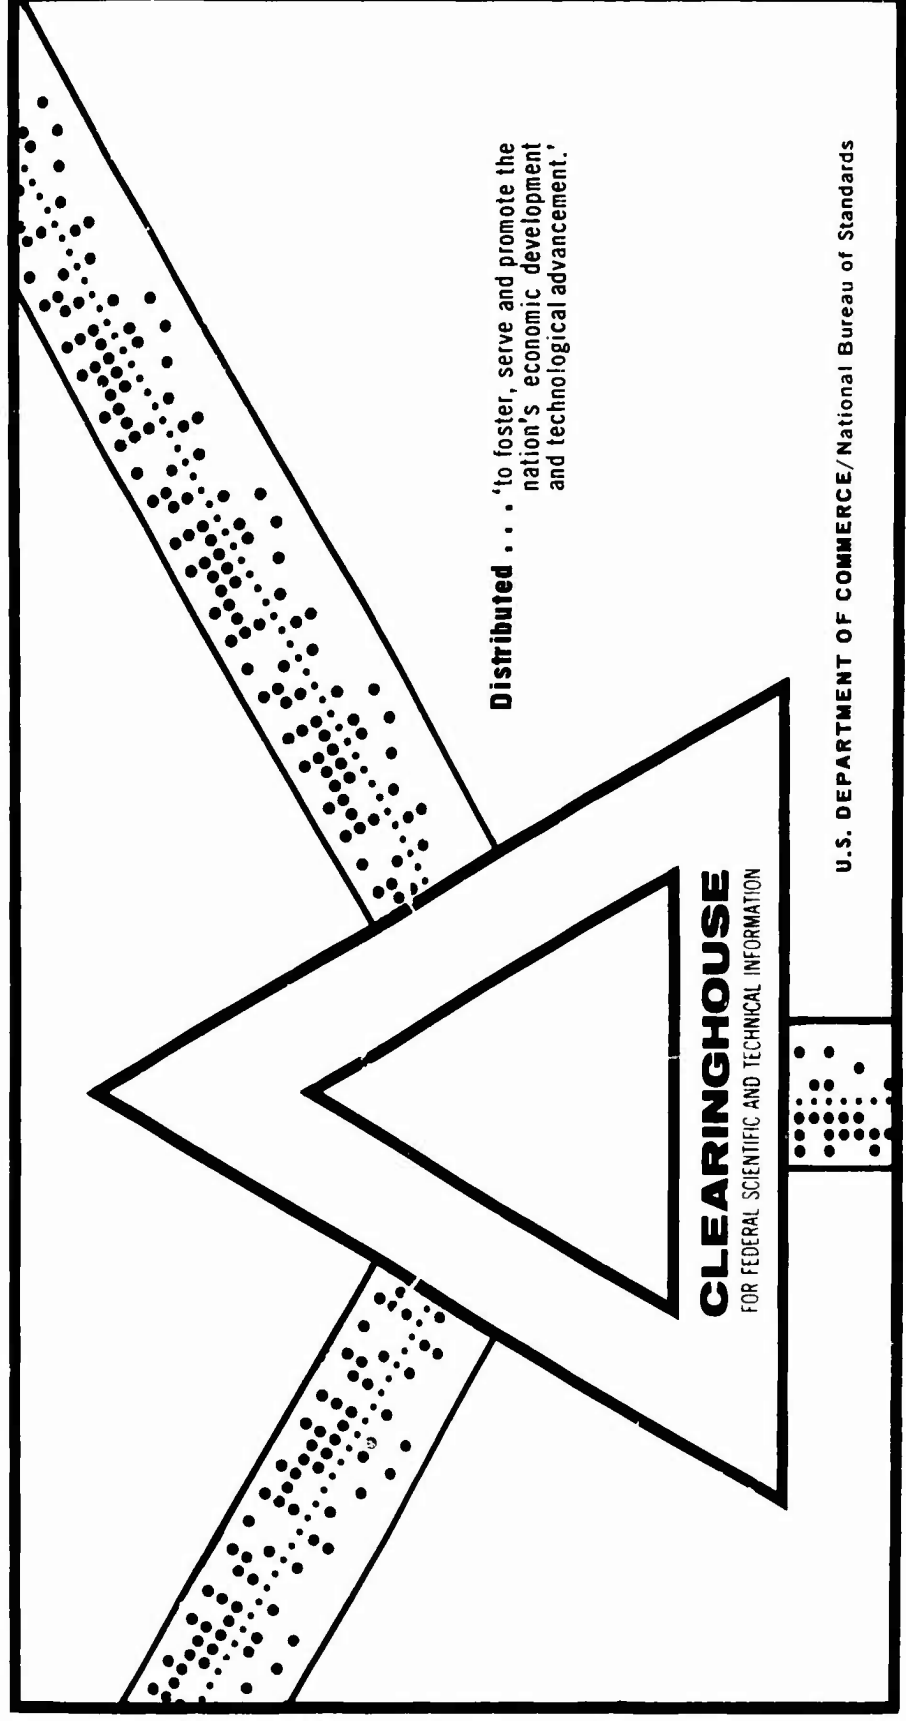 Distributed . . . 'to foster, serve and promote the
nation's economic development
and technological advancement.'
CLEARINGHOUSE
FOR FEDERAL SCIENTIFIC AND TECHNICAL INFORMATION
U.S. DEPARTMENT OF COMMERCE/National Bureau of Standards